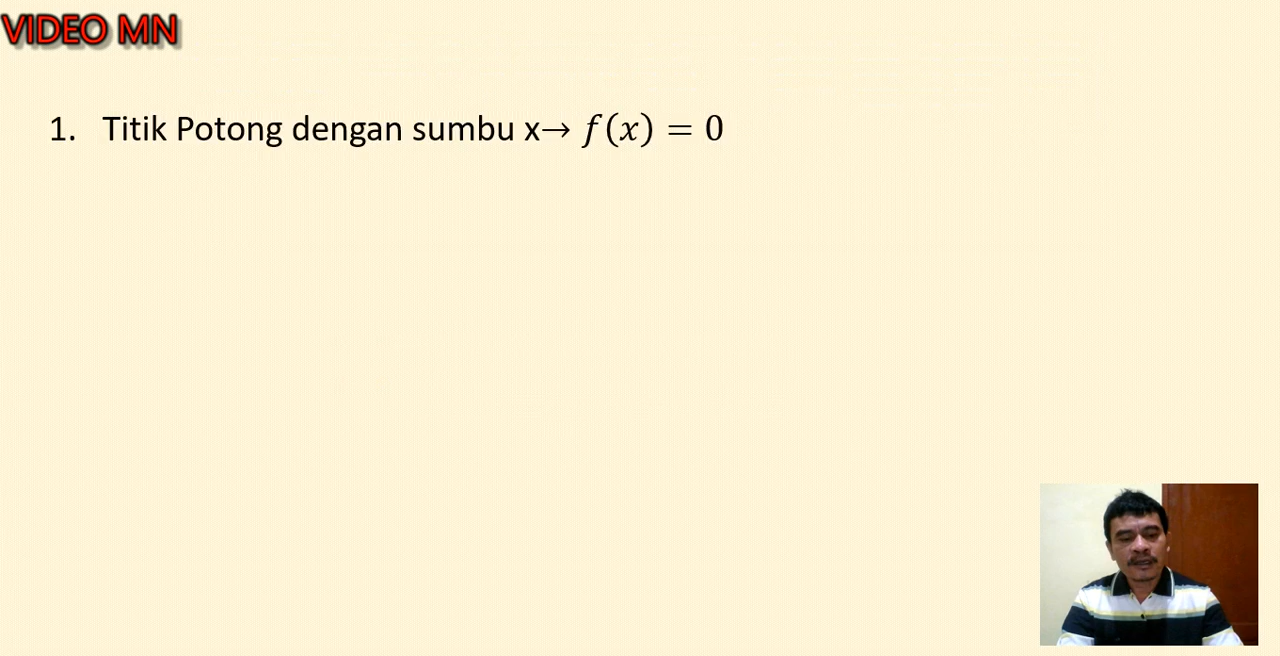 VIDEO MN
1. Titik Potong dengan sumbu x→ f(x) = 0